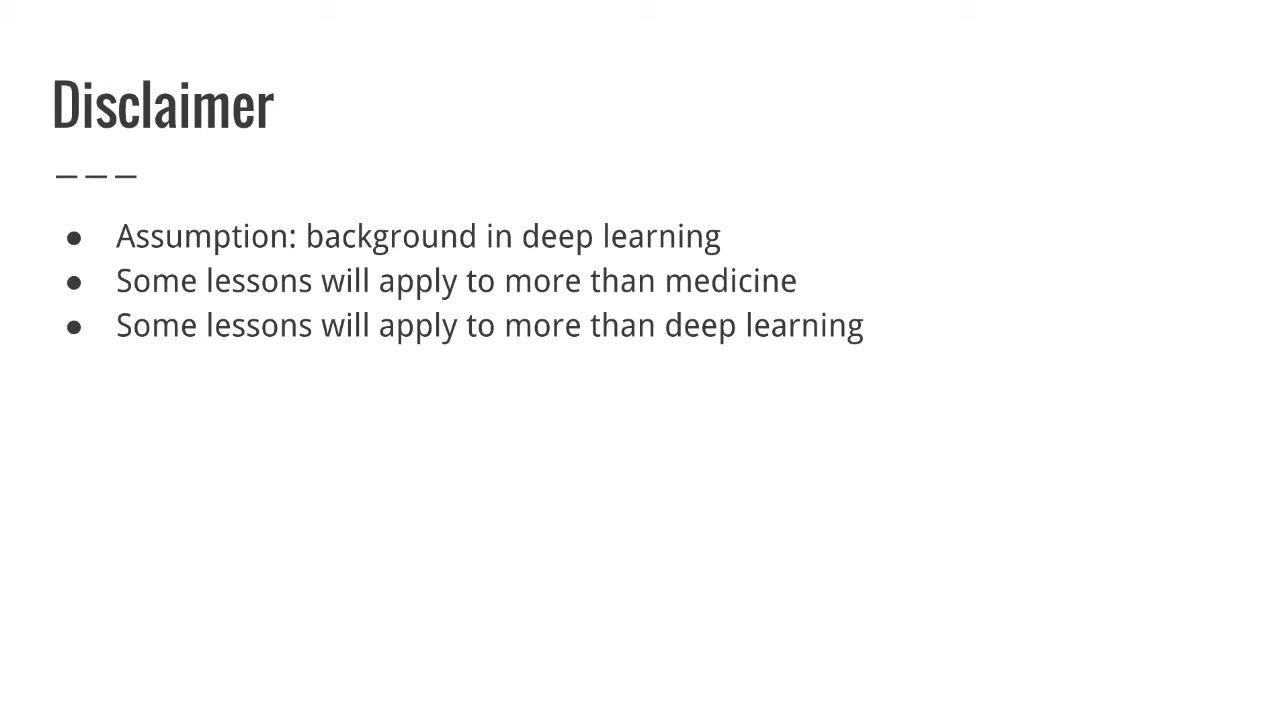 Disclaimer
● Assumption: background in deep learning
● Some lessons will apply to more than medicine
● Some lessons will apply to more than deep learning